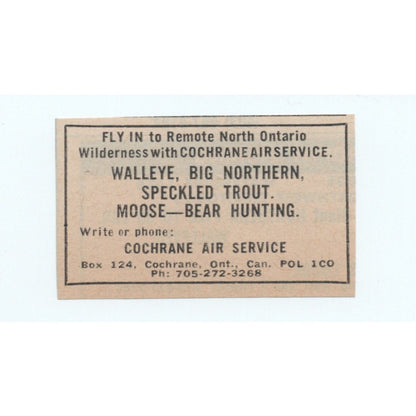 FLY IN to Remote North Ontario
Wilderness with COCHRANE AIR SERVICE.
WALLEYE, BIG NORTHERN,
SPECKLED TROUT.
MOOSE—BEAR HUNTING.
Write or phone:
COCHRANE AIR SERVICE
Box 124, Cochrane, Ont., Can. POL 1CO
Ph: 705-272-3268